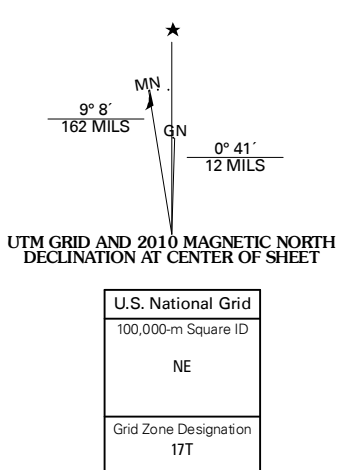 MN
9° 8´
162 MILS
GN
0° 41´
12 MILS
UTM GRID AND 2010 MAGNETIC NORTH
DECLINATION AT CENTER OF SHEET
U.S. National Grid
100,000-m Square ID
NE
Grid Zone Designation
17T